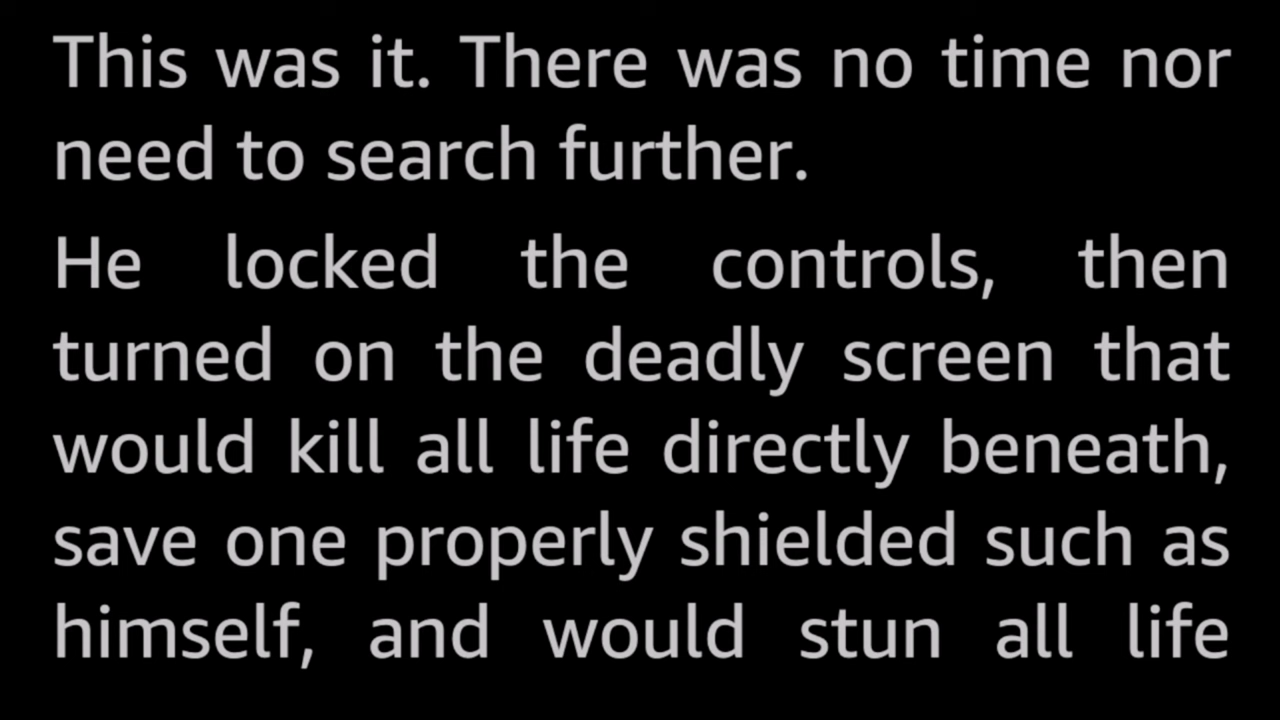 This was it. There was no time nor
need to search further.
He locked the controls, then
turned on the deadly screen that
would kill all life directly beneath,
save one properly shielded such as
himself, and would stun all life